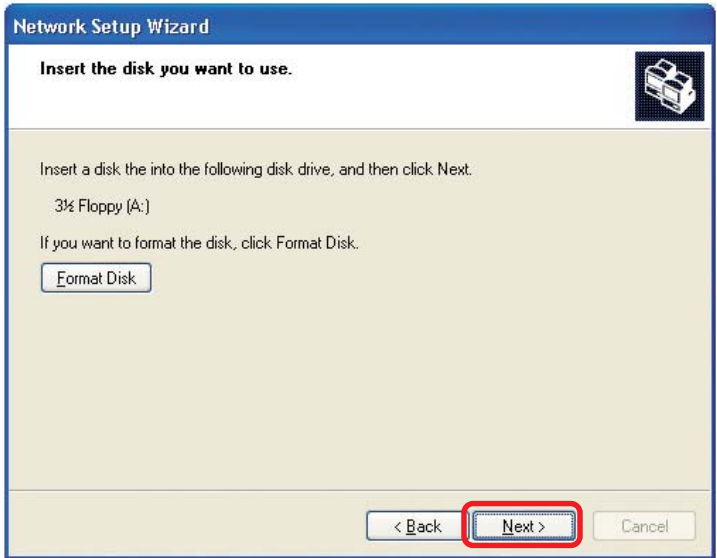 Network Setup Wizard
Insert the disk you want to use.
Insert a disk the into the following disk drive, and then click Next.
3½ Floppy (A:)
If you want to format the disk, click Format Disk.
Format Disk
< Back
Next >
Cancel